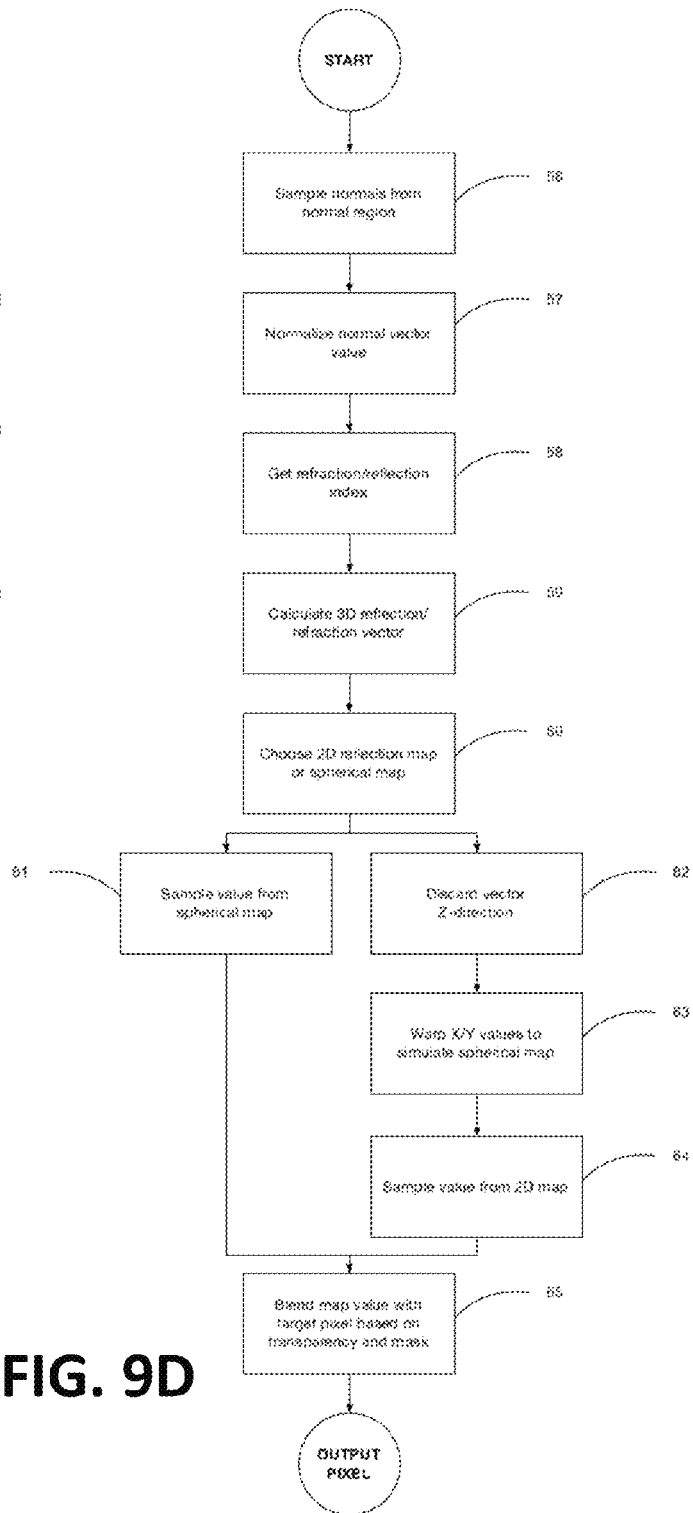 START
Sample normals from
normal region
56
Normalize normal vector
value
57
Get refraction/reflection
index
58
Calculate 3D reflection/
refraction vector
59
Choose 2D reflection map
or spherical map
60
61
Sample value from
spherical map
Discard vector
Z-direction
62
Warp X/Y values to
simulate spherical map
63
Sample value from 2D map
64
Blend map value with
target pixel based on
transparency and mask
65
FIG. 9D
OUTPUT
PIXEL